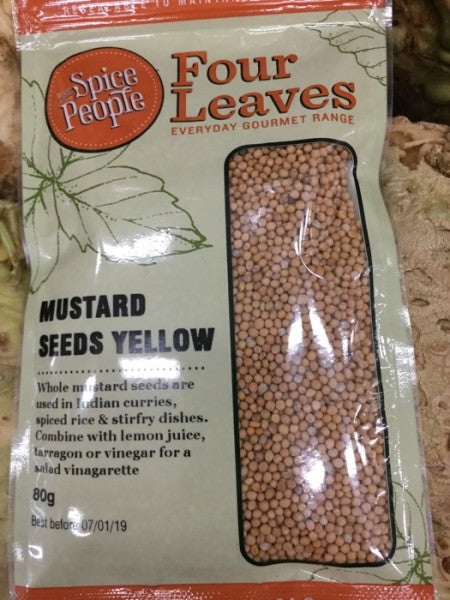 Spice
People
Four
Leaves
EVERYDAY GOURMET RANGE
MUSTARD
SEEDS YELLOW
Whole mustard seeds are
used in Indian curries,
spiced rice & stirfry dishes.
Combine with lemon juice,
tarragon or vinegar for a
salad vinagarette
80g
Best before 07/01/19